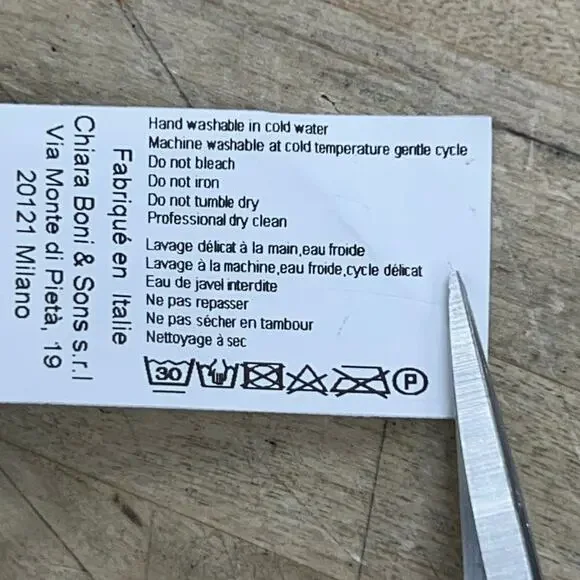 Hand washable in cold water
Machine washable at cold temperature gentle cycle
Do not bleach
Do not iron
Do not tumble dry
Professional dry clean
Lavage délicat à la main,eau froide
Lavage à la machine,eau froide,cycle délicat
Eau de javel interdite
Ne pas repasser
Ne pas sécher en tambour
Nettoyage à sec
30 P
Fabriqué en Italie
Chiara Boni & Sons s.r.l
Via Monte di Pietà, 19
20121 Milano